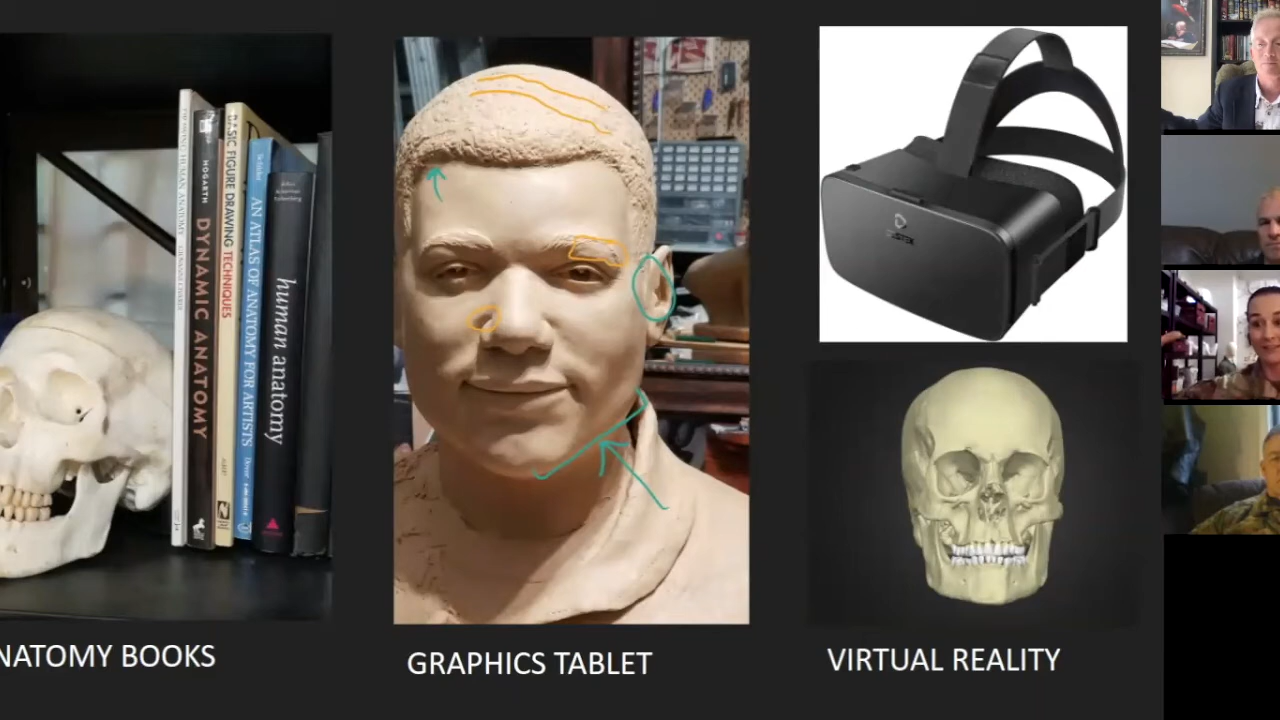 HOGARTH DYNAMIC ANATOMY
BASIC FIGURE DRAWING TECHNIQUES
AN ATLAS OF ANATOMY FOR ARTISTS
human anatomy
NATOMY BOOKS
GRAPHICS TABLET
VIRTUAL REALITY